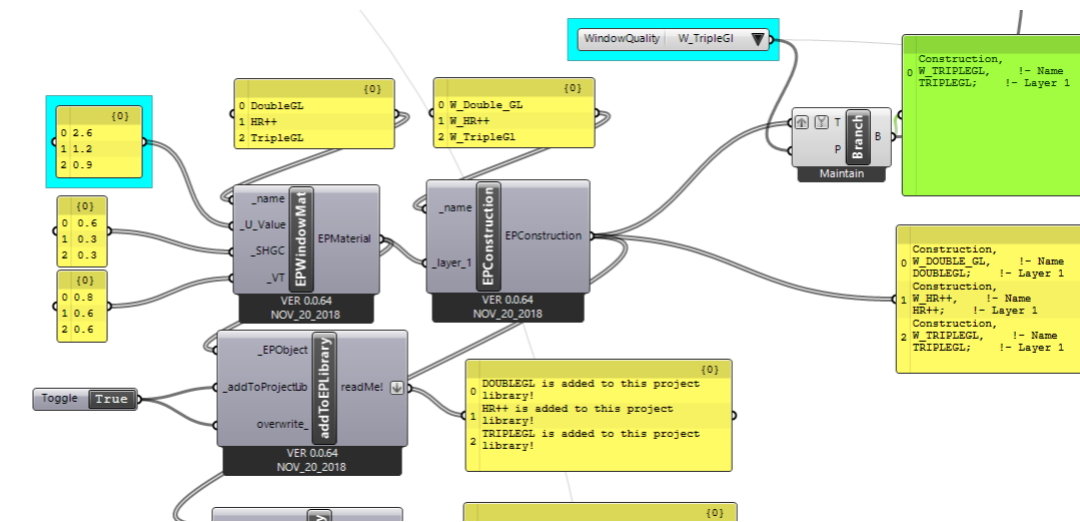 WindowQuality W_TripleGl
Construction,
0 W_TRIPLEGL, !- Name
TRIPLEGL; !- Layer 1
{0}
0 2.6
1 1.2
2 0.9
{0}
0 DoubleGL
1 HR++
2 TripleGL
{0}
0 W_Double_GL
1 W_HR++
2 W_TripleGl
T
P
Branch
B
Maintain
{0}
0 0.6
1 0.3
2 0.3
{0}
0 0.8
1 0.6
2 0.6
_name
_U_Value
_SHGC
_VT
EPWindowMat
EPMaterial
VER 0.0.64
NOV_20_2018
_name
_layer_1
EPConstruction
EPConstruction
VER 0.0.64
NOV_20_2018
Construction,
0 W_DOUBLE_GL, !- Name
DOUBLEGL; !- Layer 1
Construction,
1 W_HR++, !- Name
HR++; !- Layer 1
Construction,
2 W_TRIPLEGL, !- Name
TRIPLEGL; !- Layer 1
Toggle True
_EPObject
_addToProjectLib
overwrite_
addToEPLibrary
readMe!
VER 0.0.64
NOV_20_2018
{0}
0 DOUBLEGL is added to this project
library!
1 HR++ is added to this project
library!
2 TRIPLEGL is added to this project
library!
{0}